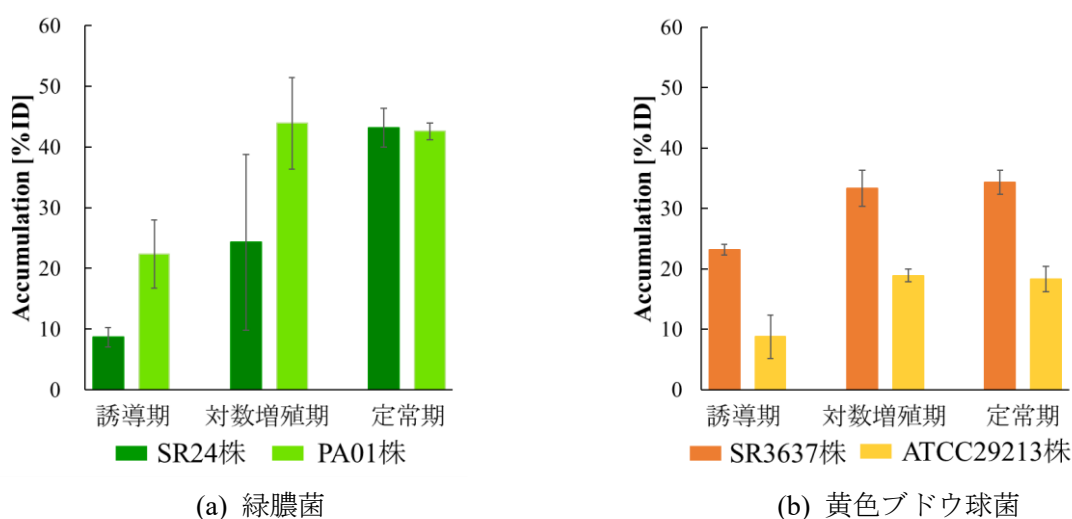 60
50
40
30
20
10
0
Accumulation [%ID]
誘導期 対数増殖期 定常期
SR24株 PA01株
(a) 緑膿菌
60
50
40
30
20
10
0
Accumulation [%ID]
誘導期 対数増殖期 定常期
SR3637株 ATCC29213株
(b) 黄色ブドウ球菌